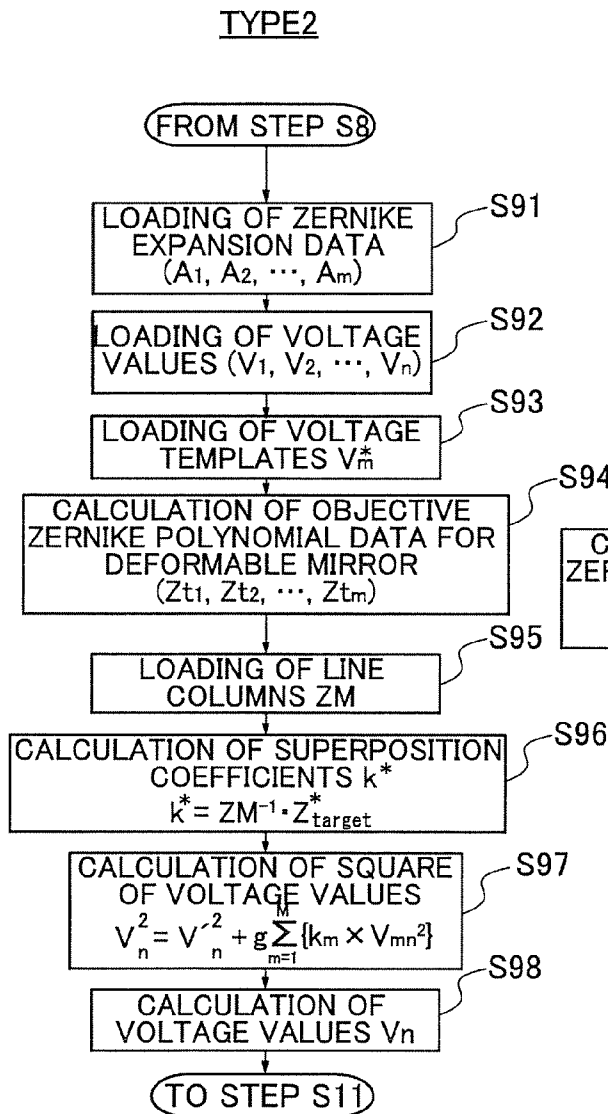 TYPE2
FROM STEP S8
S91
LOADING OF ZERNIKE
EXPANSION DATA
(A1, A2, ···, Am)
S92
LOADING OF VOLTAGE
VALUES (V1, V2, ···, Vn)
S93
LOADING OF VOLTAGE
TEMPLATES V*m
S94
CALCULATION OF OBJECTIVE
ZERNIKE POLYNOMIAL DATA FOR
DEFORMABLE MIRROR
(Zt1, Zt2, ···, Ztm)
C
ZER
S95
LOADING OF LINE
COLUMNS ZM
S96
CALCULATION OF SUPERPOSITION
COEFFICIENTS k*
k* = ZM⁻¹・Z*target
S97
CALCULATION OF SQUARE
OF VOLTAGE VALUES
V²n = V´²n + g M∑m=1 {km × Vmn²}
S98
CALCULATION OF
VOLTAGE VALUES Vn
TO STEP S11